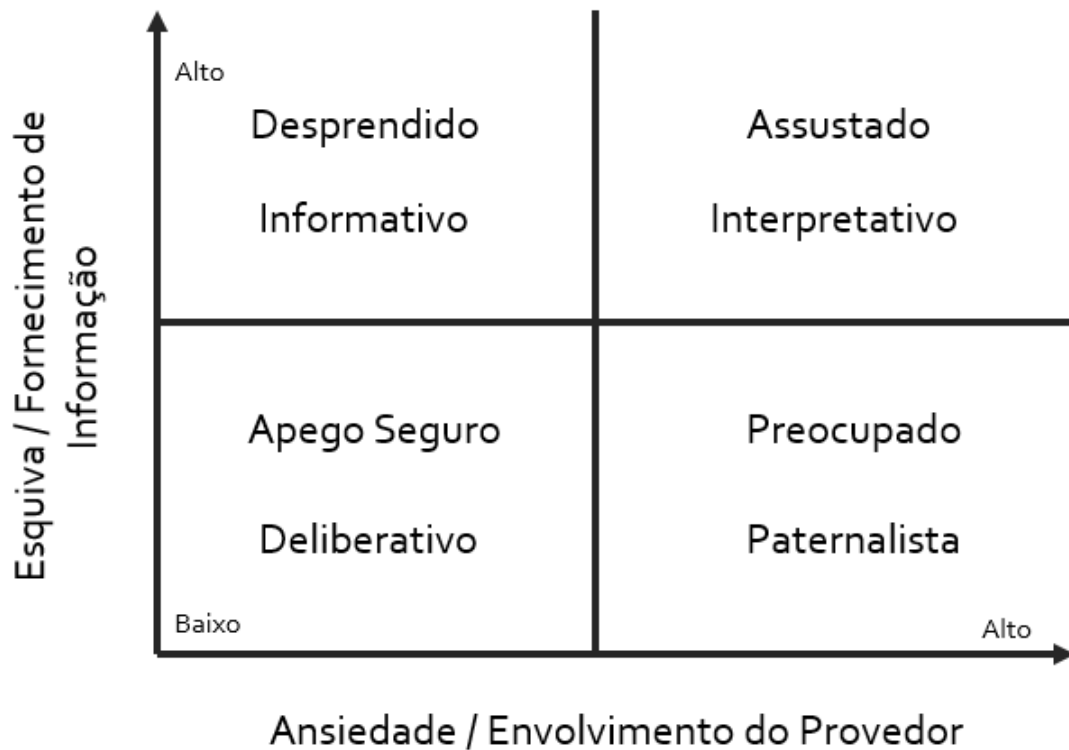 Esquiva / Fornecimento de
Informação
Alto
Desprendido
Assustado
Informativo
Interpretativo
Apego Seguro
Preocupado
Deliberativo
Paternalista
Baixo
Alto
Ansiedade / Envolvimento do Provedor